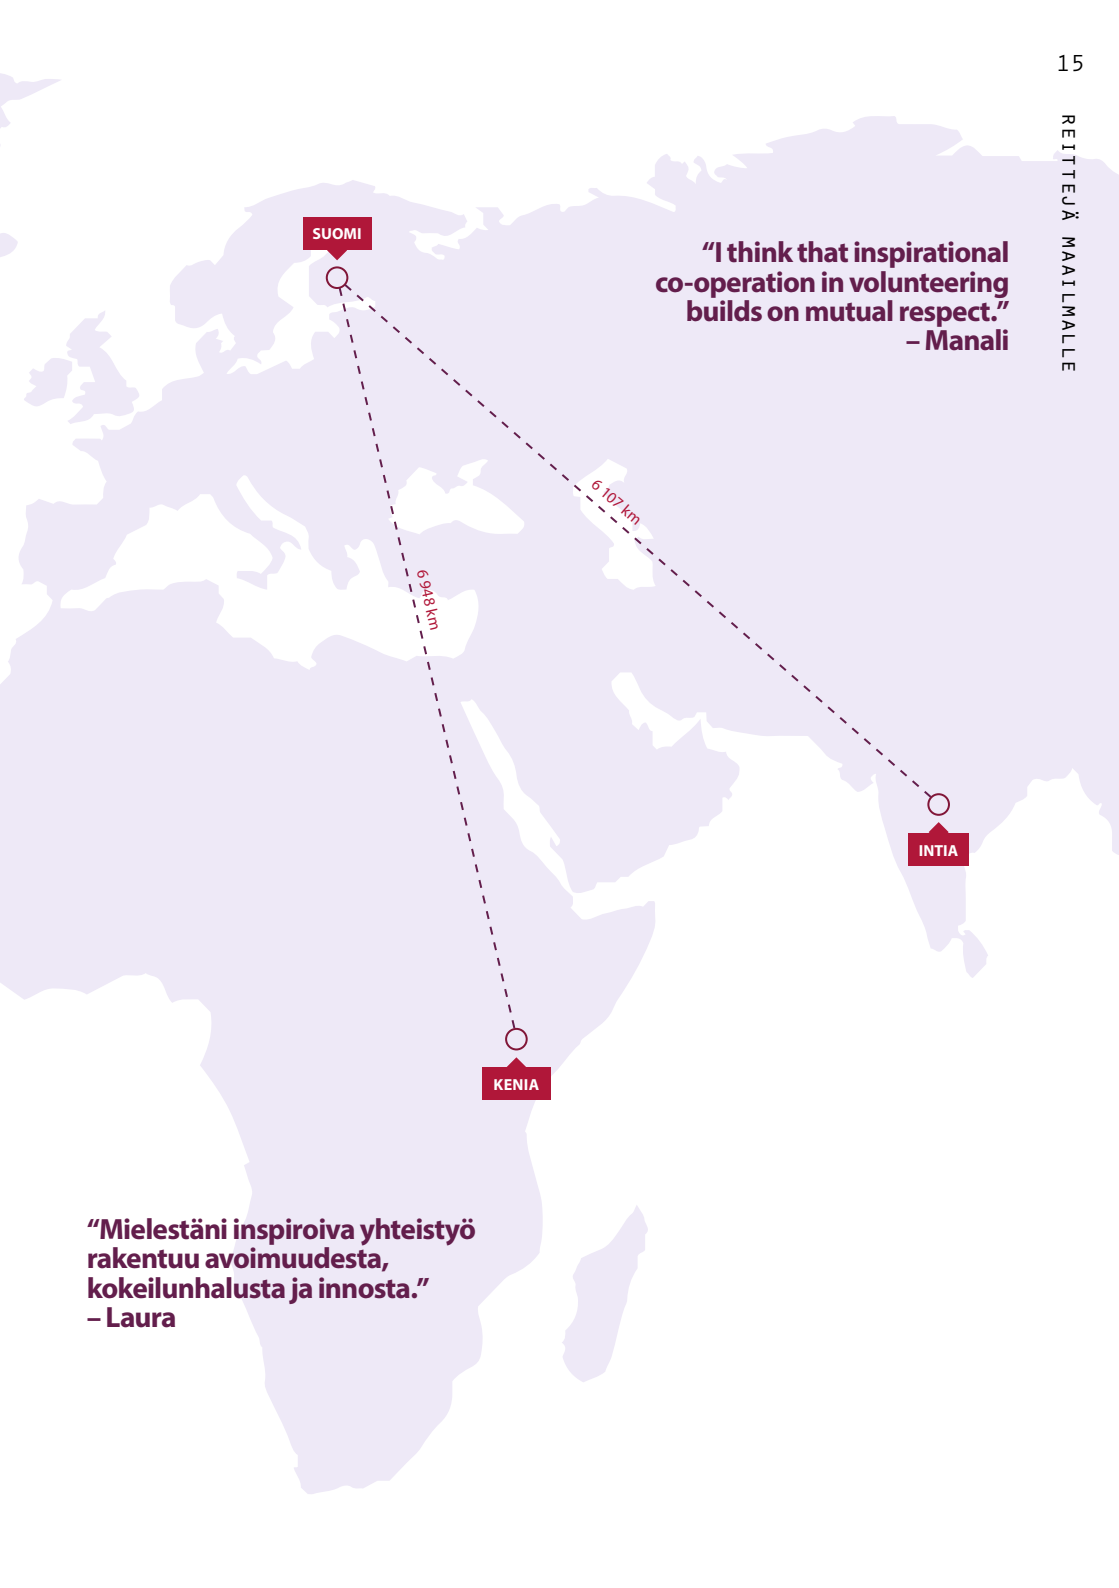 15
REITTEJÄ MAAILMALLE
SUOMI
“I think that inspirational
co-operation in volunteering
builds on mutual respect.”
– Manali
6 107 km
6 948 km
INTIA
KENIA
“Mielestäni inspiroiva yhteistyö
rakentuu avoimuudesta,
kokeilunhalusta ja innosta.”
– Laura